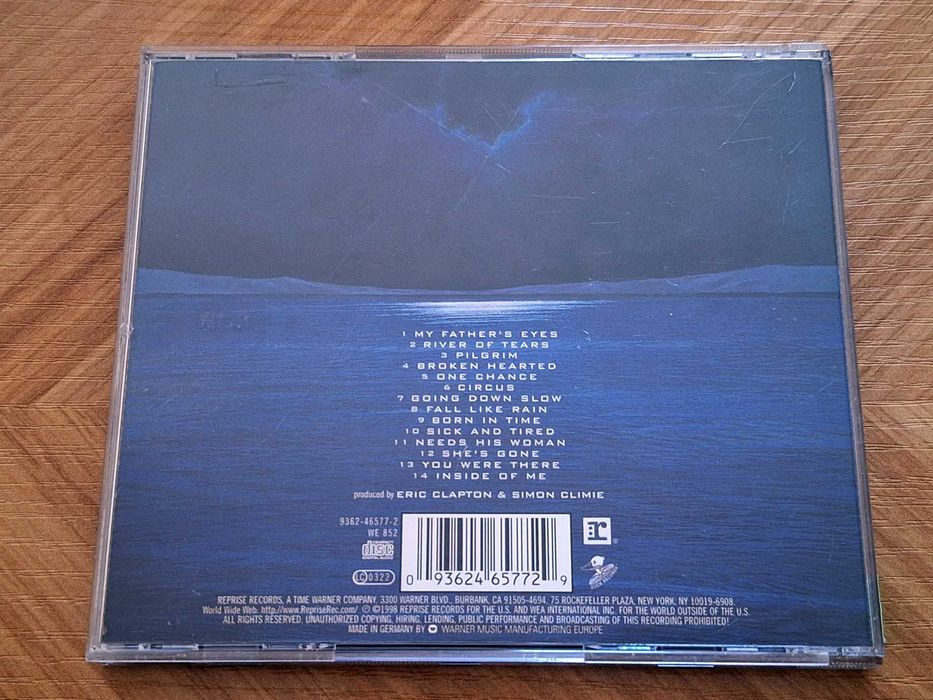 1 MY FATHER'S EYES
2 RIVER OF TEARS
3 PILGRIM
4 BROKEN HEARTED
5 ONE CHANCE
6 CIRCUS
7 GOING DOWN SLOW
8 FALL LIKE RAIN
9 BORN IN TIME
10 SICK AND TIRED
11 NEEDS HIS WOMAN
12 SHE'S GONE
13 YOU WERE THERE
14 INSIDE OF ME
produced by ERIC CLAPTON & SIMON CLIMIE
9362-46577-2
WE 852
COMPACT
disc
DIGITAL AUDIO
LC 0322
0 93624 65772 9
r ®
REPRISE RECORDS, A TIME WARNER COMPANY. 3300 WARNER BLVD., BURBANK, CA 91505-4694, 75 ROCKEFELLER PLAZA, NEW YORK, NY 10019-6908.
World Wide Web: http://www.RepriseRec.com/ ℗ ©1998 REPRISE RECORDS FOR THE U.S. AND WEA INTERNATIONAL INC. FOR THE WORLD OUTSIDE OF THE U.S.
ALL RIGHTS RESERVED. UNAUTHORIZED COPYING, HIRING, LENDING, PUBLIC PERFORMANCE AND BROADCASTING OF THIS RECORDING PROHIBITED!
MADE IN GERMANY BY WARNER MUSIC MANUFACTURING EUROPE